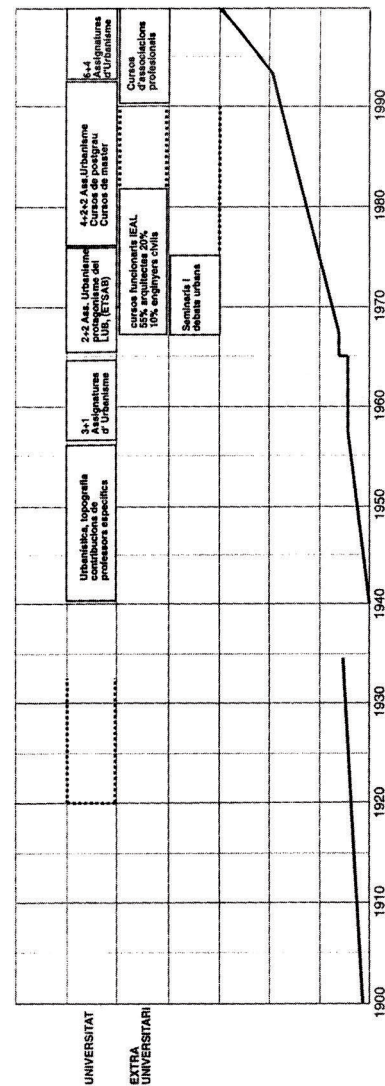 UNIVERSITAT
Urbanística, topografia
contribucions de
professors específics
3+1
Assignatures
d' Urbanisme
2+2 Ass. Urbanisme
protagonisme del
LUB, (ETSAB)
4+2+2 Ass.Urbanisme
Cursos de postgrau
Cursos de master
6+4
Assignatures
d'Urbanisme
EXTRA
UNIVERSITARI
cursos funcionaris IEAL
55% arquitectes 20%
10% enginyers civils
Cursos
d'associacions
profesionals
Seminaris i
debats urbans
1900
1910
1920
1930
1940
1950
1960
1970
1980
1990